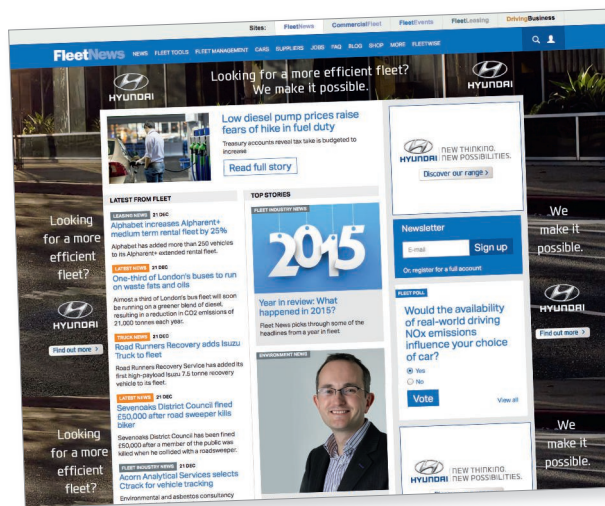 Sites:
FleetNews
CommercialFleet
FleetEvents
FleetLeasing
DrivingBusiness
FleetNews
NEWS FLEET TOOLS FLEET MANAGEMENT CARS SUPPLIERS JOBS FAQ BLOG SHOP MORE FLEETWISE
HYUNDAI
Looking for a more efficient fleet?
We make it possible.
HYUNDAI
Low diesel pump prices raise
fears of hike in fuel duty
Treasury accounts reveal tax take is budgeted to
increase
Read full story
HYUNDAI
NEW THINKING.
NEW POSSIBILITIES.
Discover our range >
LATEST FROM FLEET
LEASING NEWS 21 DEC
Alphabet increases Alpharent+
medium term rental fleet by 25%
Alphabet has added more than 250 vehicles
to its Alpharent+ extended rental fleet.
LATEST NEWS 21 DEC
One-third of London's buses to run
on waste fats and oils
Almost a third of London's bus fleet will soon
be running on a greener blend of diesel,
resulting in a reduction in CO2 emissions of
21,000 tonnes each year.
TRUCK NEWS 21 DEC
Road Runners Recovery adds Isuzu
Truck to fleet
Road Runners Recovery Service has added its
first high-payload Isuzu 7.5 tonne recovery
vehicle to its fleet.
LATEST NEWS 21 DEC
Sevenoaks District Council fined
£50,000 after road sweeper kills
biker
Sevenoaks District Council has been fined
£50,000 after a member of the public was
killed when he collided with a roadsweeper.
FLEET INDUSTRY NEWS 21 DEC
Acorn Analytical Services selects
Ctrack for vehicle tracking
Environmental and asbestos consultancy
TOP STORIES
FLEET INDUSTRY NEWS
2015
Year in review: What
happened in 2015?
Fleet News picks through some of the
headlines from a year in fleet.
ENVIRONMENT NEWS
Newsletter
E-mail
Sign up
Or, register for a full account
FLEET POLL
Would the availability
of real-world driving
NOx emissions
influence your choice
of car?
Yes
No
Vote
View all
HYUNDAI
NEW THINKING.
NEW POSSIBILITIES.
Looking
for a more
efficient
fleet?
HYUNDAI
Find out more >
Looking
for a more
efficient
fleet?
We
make it
possible.
HYUNDAI
Find out more >
We
make it
possible.